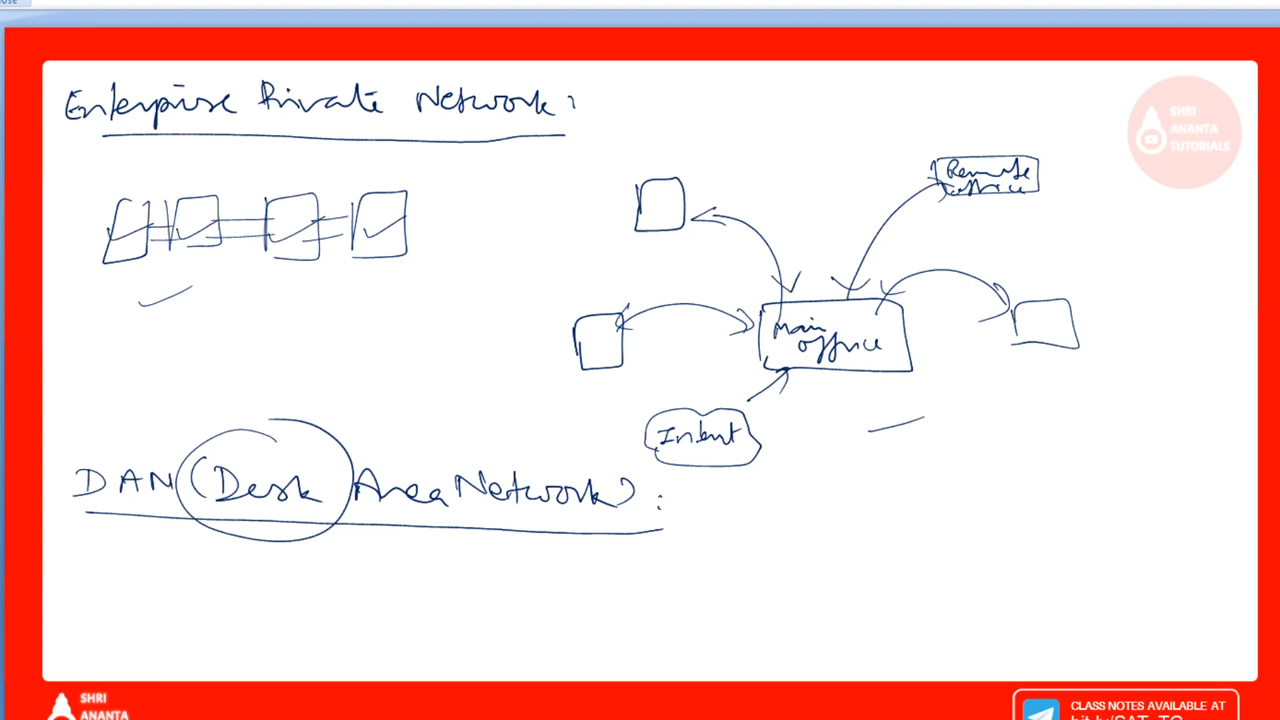 Enterprise Private Network:
SHRI
ANANTA
TUTORIALS
Remote
office
Main
office
DAN (Desk Area Network) :
SHRI
ANANTA
CLASS NOTES AVAILABLE AT